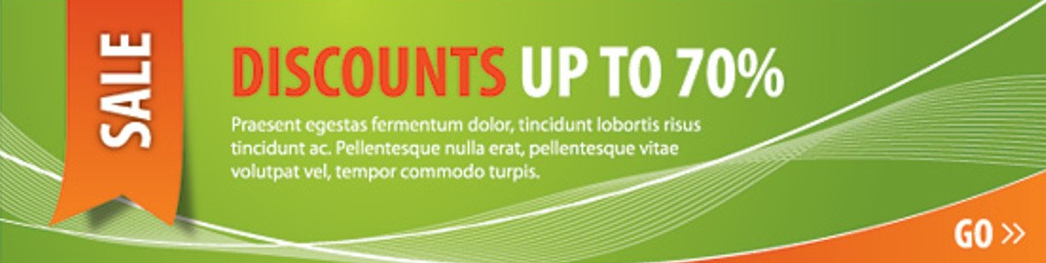 SALE
DISCOUNTS UP TO 70%
Praesent egestas fermentum dolor, tincidunt lobortis risus
tincidunt ac. Pellentesque nulla erat, pellentesque vitae
volutpat vel, tempor commodo turpis.
GO »